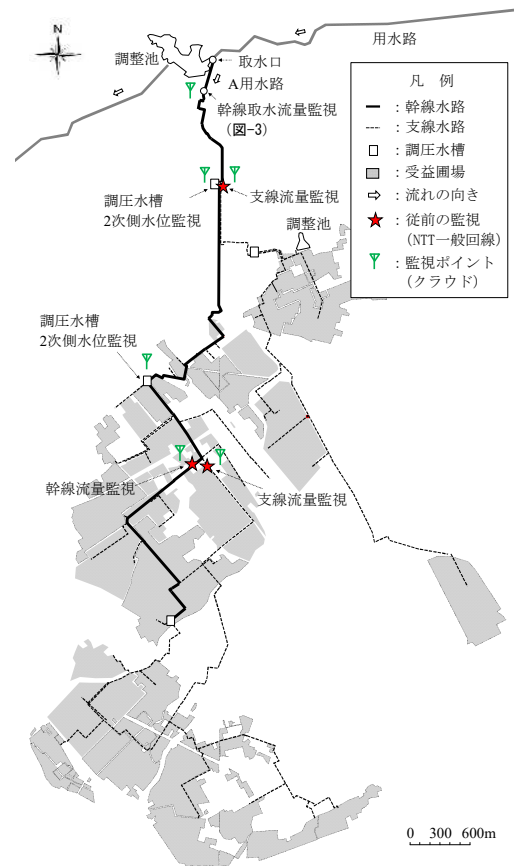 N
用水路
調整池
取水口
A用水路
幹線取水流量監視
(図-3)
調圧水槽
2次側水位監視
支線流量監視
調整池
調圧水槽
2次側水位監視
幹線流量監視
支線流量監視
凡 例
：幹線水路
：支線水路
：調圧水槽
：受益圃場
：流れの向き
：従前の監視
(NTT一般回線)
：監視ポイント
(クラウド)
0 300 600m